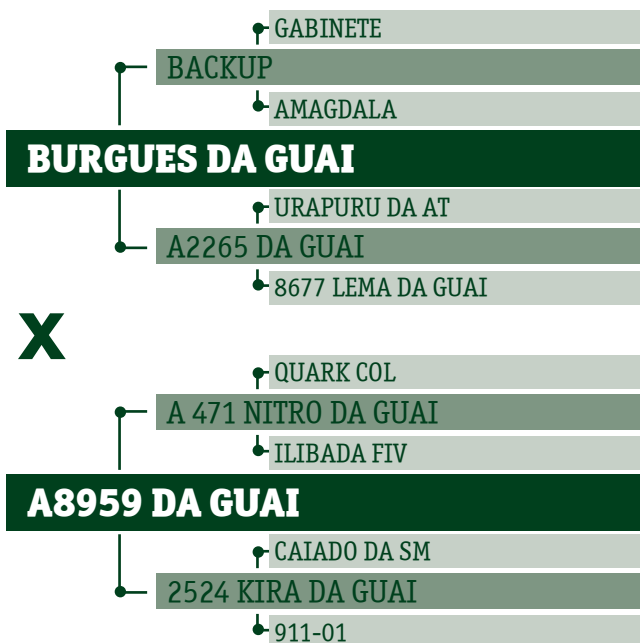 GABINETE
BACKUP
AMAGDALA
BURGUES DA GUAI
URAPURU DA AT
A2265 DA GUAI
8677 LEMA DA GUAI
X
QUARK COL
A 471 NITRO DA GUAI
ILIBADA FIV
A8959 DA GUAI
CAIADO DA SM
2524 KIRA DA GUAI
911-01